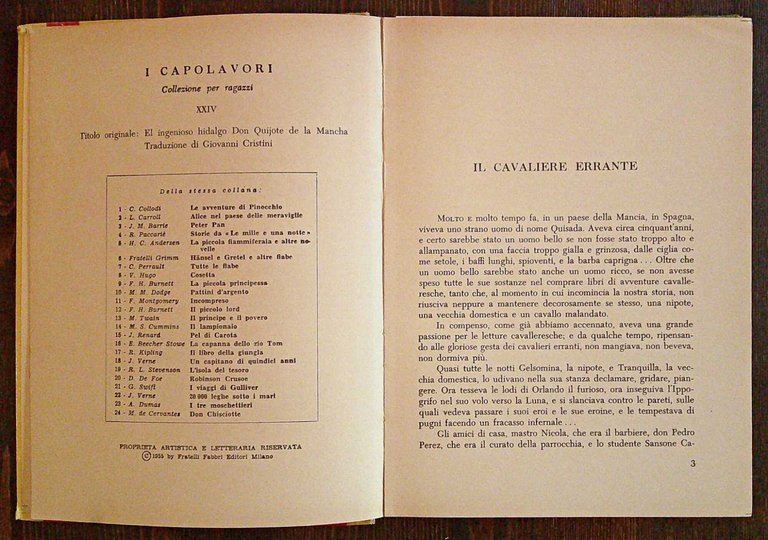 I CAPOLAVORI
Collezione per ragazzi
XXIV
Titolo originale: El ingenioso hidalgo Don Quijote de la Mancha
Traduzione di Giovanni Cristini
Della stessa collana:
1 - C. Collodi Le avventure di Pinocchio
2 - L. Carroll Alice nel paese delle meraviglie
3 - J. M. Barrie Peter Pan
4 - R. Paccarié Storie da «Le mille e una notte»
5 - H. C. Andersen La piccola fiammiferaia e altre no-
velle
6 - Fratelli Grimm Hänsel e Gretel e altre fiabe
7 - C. Perrault Tutte le fiabe
8 - V. Hugo Cosetta
9 - F. H. Burnett La piccola principessa
10 - M. M. Dodge Pattini d'argento
11 - F. Montgomery Incompreso
12 - F. H. Burnett Il piccolo lord
13 - M. Twain Il principe e il povero
14 - M. S. Cummins Il lampionaio
15 - J. Renard Pel di Carota
16 - E. Beecher Stowe La capanna dello zio Tom
17 - R. Kipling Il libro della giungla
18 - J. Verne Un capitano di quindici anni
19 - R. L. Stevenson L'isola del tesoro
20 - D. De Foe Robinson Crusoe
21 - G. Swift I viaggi di Gulliver
22 - J. Verne 20 000 leghe sotto i mari
23 - A. Dumas I tre moschettieri
24 - M. de Cervantes Don Chisciotte
PROPRIETA ARTISTICA E LETTERARIA RISERVATA
© 1955 by Fratelli Fabbri Editori Milano
IL CAVALIERE ERRANTE
MOLTO E molto tempo fa, in un paese della Mancia, in Spagna,
viveva uno strano uomo di nome Quisada. Aveva circa cinquant'anni,
e certo sarebbe stato un uomo bello se non fosse stato troppo alto e
allampanato, con una faccia troppo gialla e grinzosa, dalle ciglia
come setole, i baffi lunghi, spioventi, e la barba caprigna... Oltre che
un uomo bello sarebbe stato anche un uomo ricco, se non avesse
speso tutte le sue sostanze nel comprare libri di avventure cavalle-
resche, tanto che, al momento in cui incomincia la nostra storia, non
riusciva neppure a mantenere decorosamente se stesso, una nipote,
una vecchia domestica e un cavallo malandato.
In compenso, come già abbiamo accennato, aveva una grande
passione per le letture cavalleresche; e da qualche tempo, ripensan-
do alle gloriose gesta dei cavalieri erranti, non mangiava, non beveva,
non dormiva più.
Quasi tutte le notti Gelsomina, la nipote, e Tranquilla, la vec-
chia domestica, lo udivano nella sua stanza declamare, gridare, pian-
gere. Ora tesseva le lodi di Orlando il furioso, ora inseguiva l'Ippo-
grifo nel suo volo verso la Luna, e si slanciava contro le pareti, sulle
quali vedeva passare i suoi eroi e le sue eroine, e le tempestava di
pugni facendo un fracasso infernale...
Gli amici di casa, mastro Nicola, che era il barbiere, don Pedro
Perez, che era il curato della parrocchia, e lo studente Sansone Ca-
3